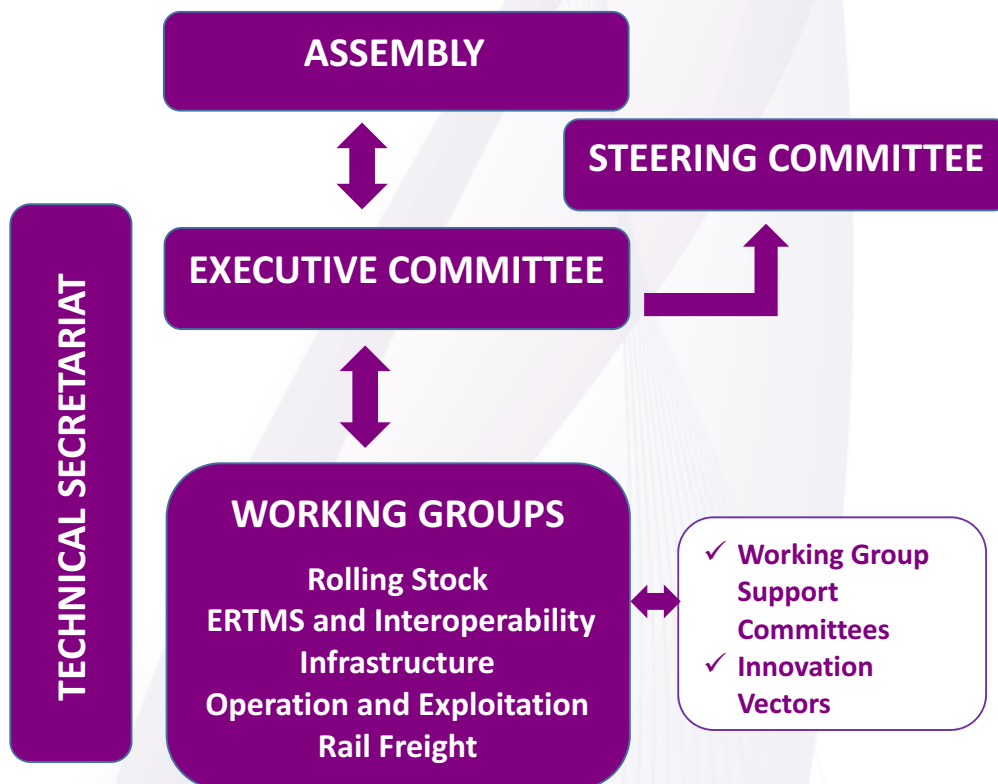 ASSEMBLY
STEERING COMMITTEE
EXECUTIVE COMMITTEE
TECHNICAL SECRETARIAT
WORKING GROUPS
Rolling Stock
ERTMS and Interoperability
Infrastructure
Operation and Exploitation
Rail Freight
✓ Working Group
Support
Committees
✓ Innovation
Vectors